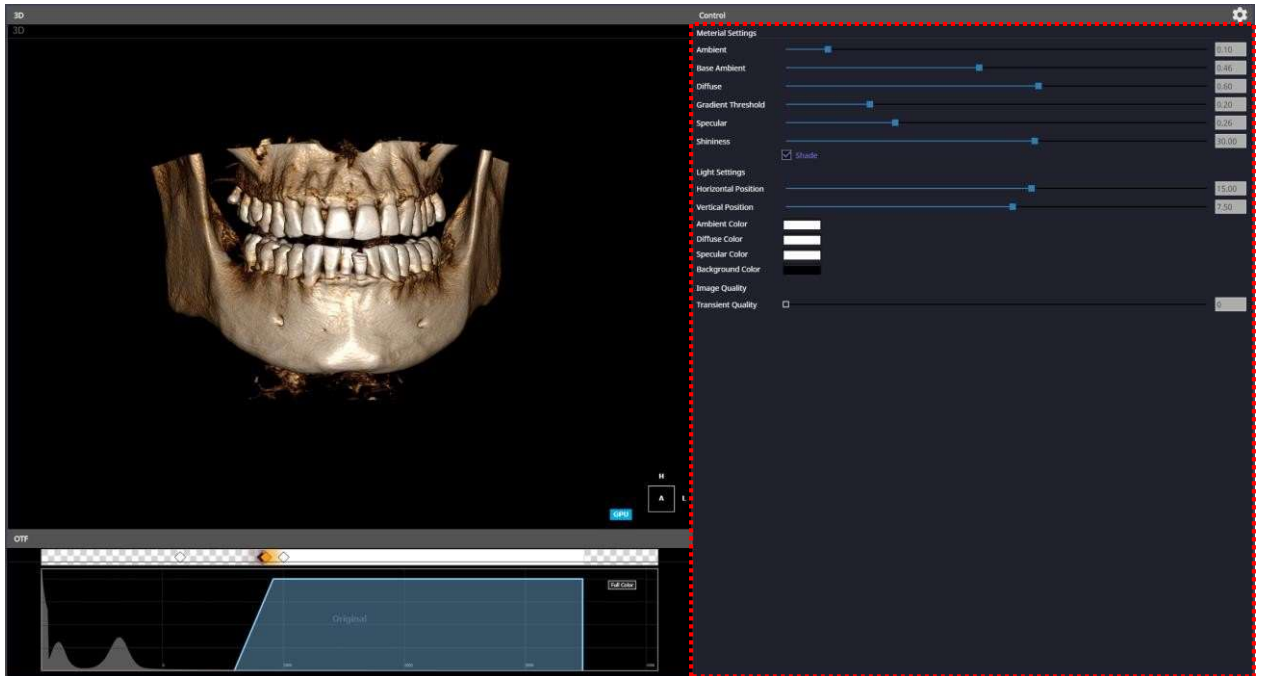 3D
3D
H
A L
GPU
OTF
Full Color
Original
Control
Meterial Settings
Ambient 0.10
Base Ambient 0.46
Diffuse 0.60
Gradient Threshold 0.20
Specular 0.26
Shininess 30.00
Shade
Light Settings
Horizontal Position 15.00
Vertical Position 7.50
Ambient Color
Diffuse Color
Specular Color
Background Color
Image Quality
Transient Quality 0